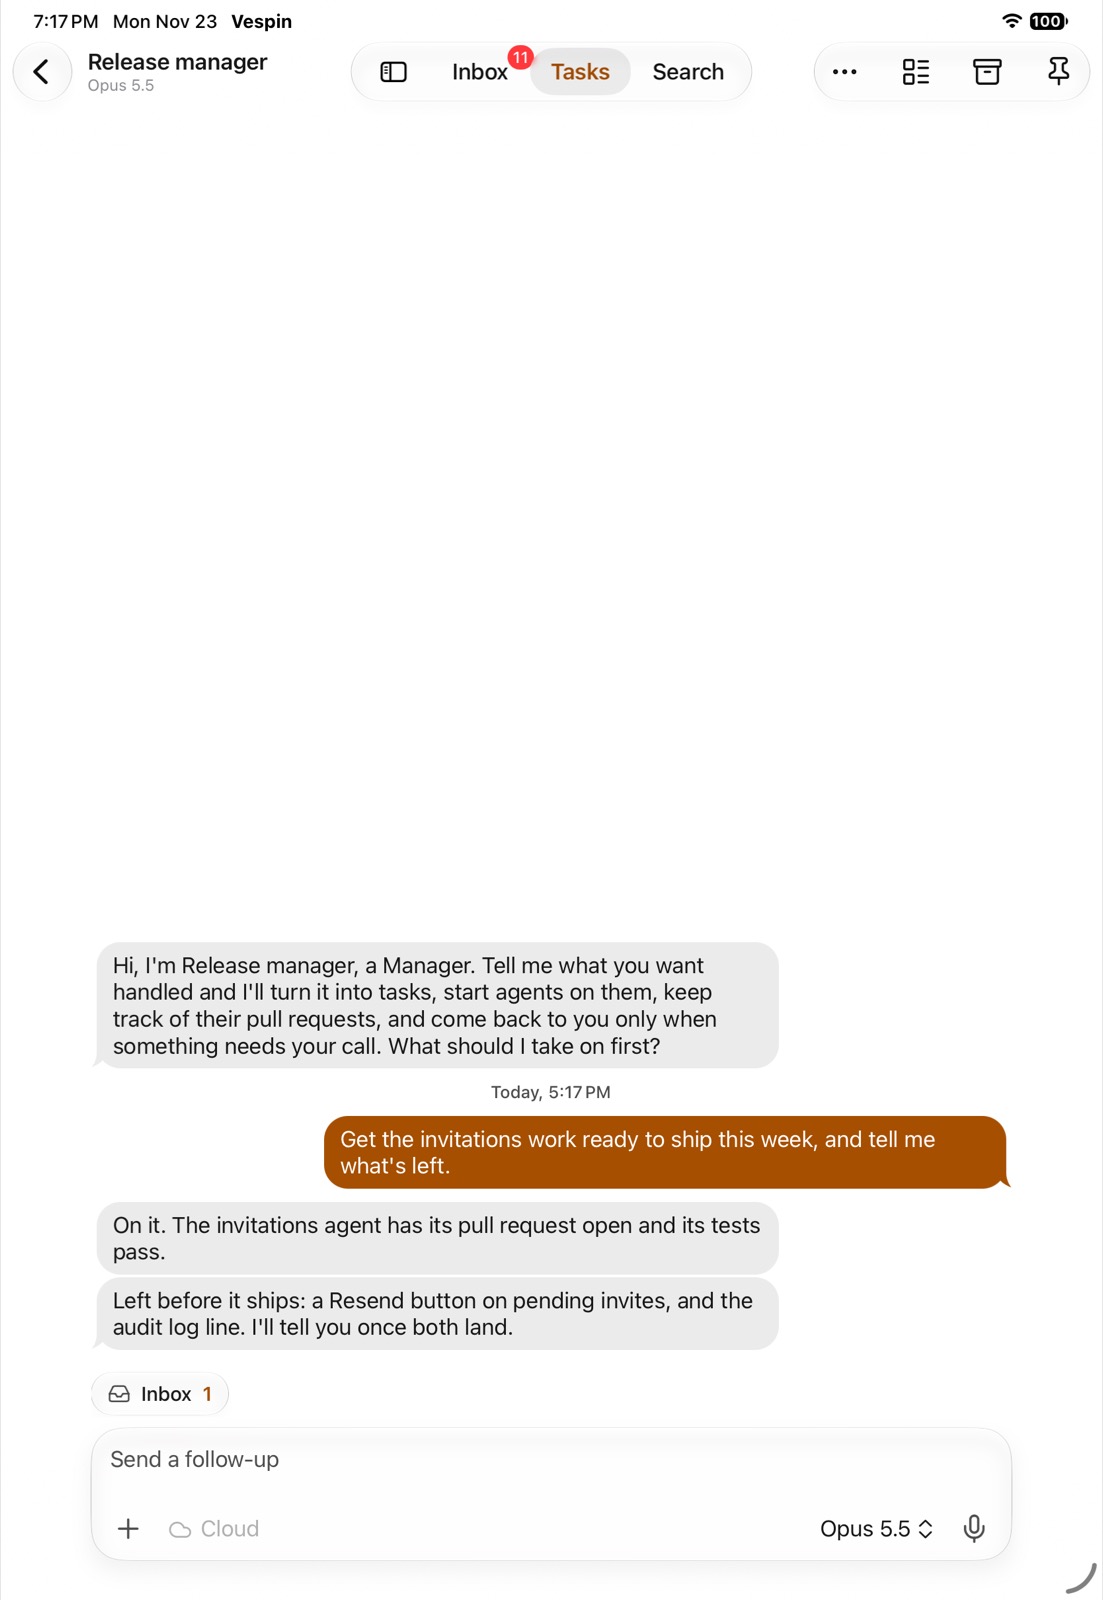 7:17 PM Mon Nov 23 Vespin
100
Release manager
Opus 5.5
Inbox 11 Tasks Search
Hi, I'm Release manager, a Manager. Tell me what you want
handled and I'll turn it into tasks, start agents on them, keep
track of their pull requests, and come back to you only when
something needs your call. What should I take on first?
Today, 5:17 PM
Get the invitations work ready to ship this week, and tell me
what's left.
On it. The invitations agent has its pull request open and its tests
pass.
Left before it ships: a Resend button on pending invites, and the
audit log line. I'll tell you once both land.
Inbox 1
Send a follow-up
Cloud
Opus 5.5